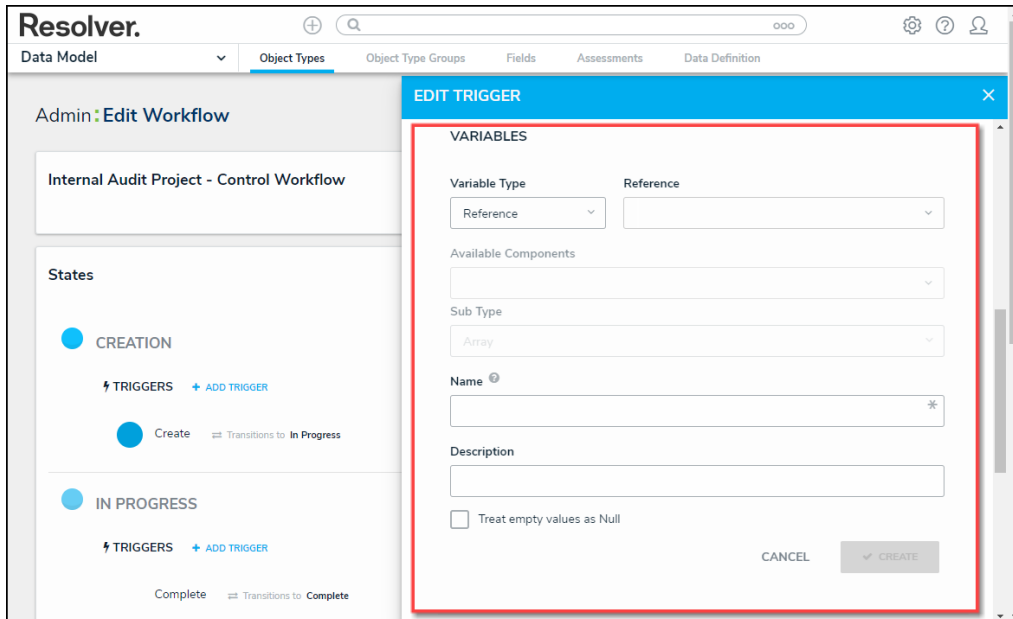 Resolver.
Data Model
Object Types
Object Type Groups
Fields
Assessments
Data Definition
Admin:Edit Workflow
Internal Audit Project - Control Workflow
States
CREATION
TRIGGERS + ADD TRIGGER
Create Transitions to In Progress
IN PROGRESS
TRIGGERS + ADD TRIGGER
Complete Transitions to Complete
EDIT TRIGGER
VARIABLES
Variable Type Reference
Reference
Available Components
Sub Type
Array
Name
Description
Treat empty values as Null
CANCEL CREATE